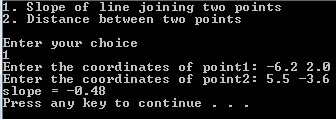 1. Slope of line joining two points
2. Distance between two points
Enter your choice
1
Enter the coordinates of point1: -6.2 2.0
Enter the coordinates of point2: 5.5 -3.6
slope = -0.48
Press any key to continue . . .